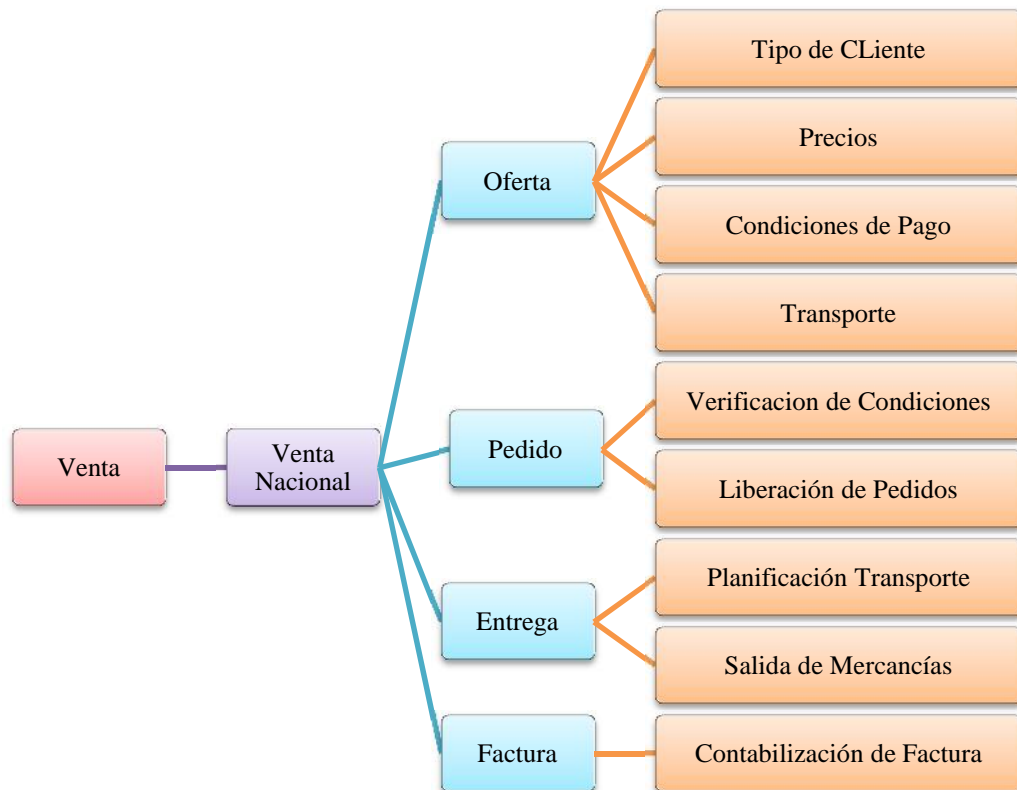 Venta
Venta
Nacional
Oferta
Tipo de CLiente
Precios
Condiciones de Pago
Transporte
Pedido
Verificacion de Condiciones
Liberación de Pedidos
Entrega
Planificación Transporte
Salida de Mercancías
Factura
Contabilización de Factura